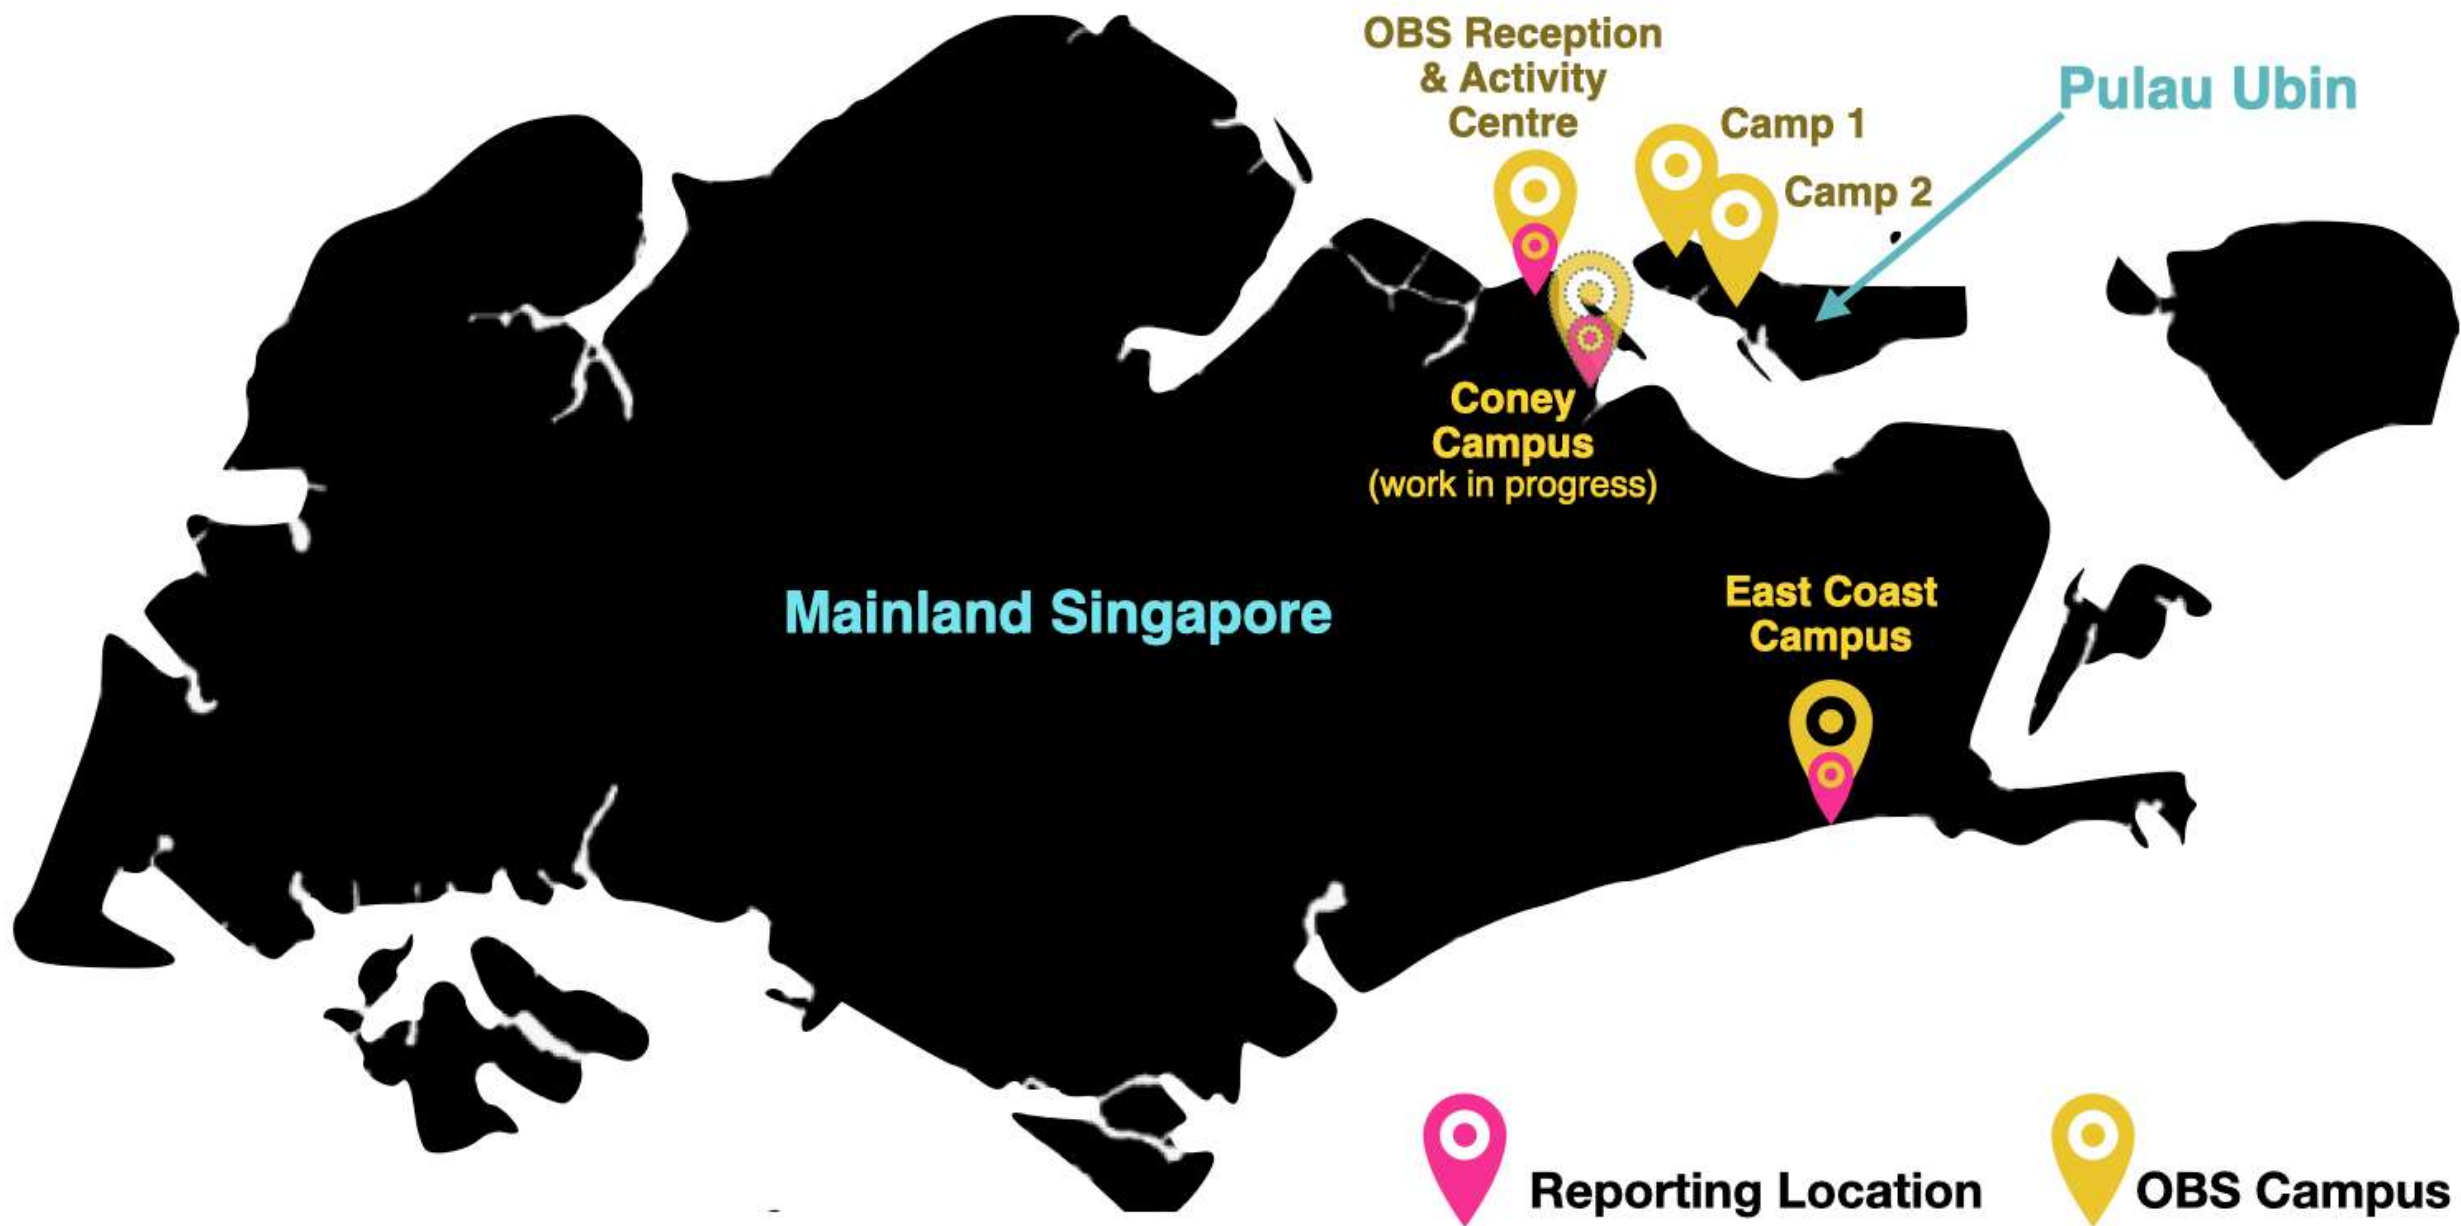 OBS Reception
& Activity
Centre
Pulau Ubin
Camp 1
Camp 2
Coney
Campus
(work in progress)
Mainland Singapore
East Coast
Campus
Reporting Location
OBS Campus